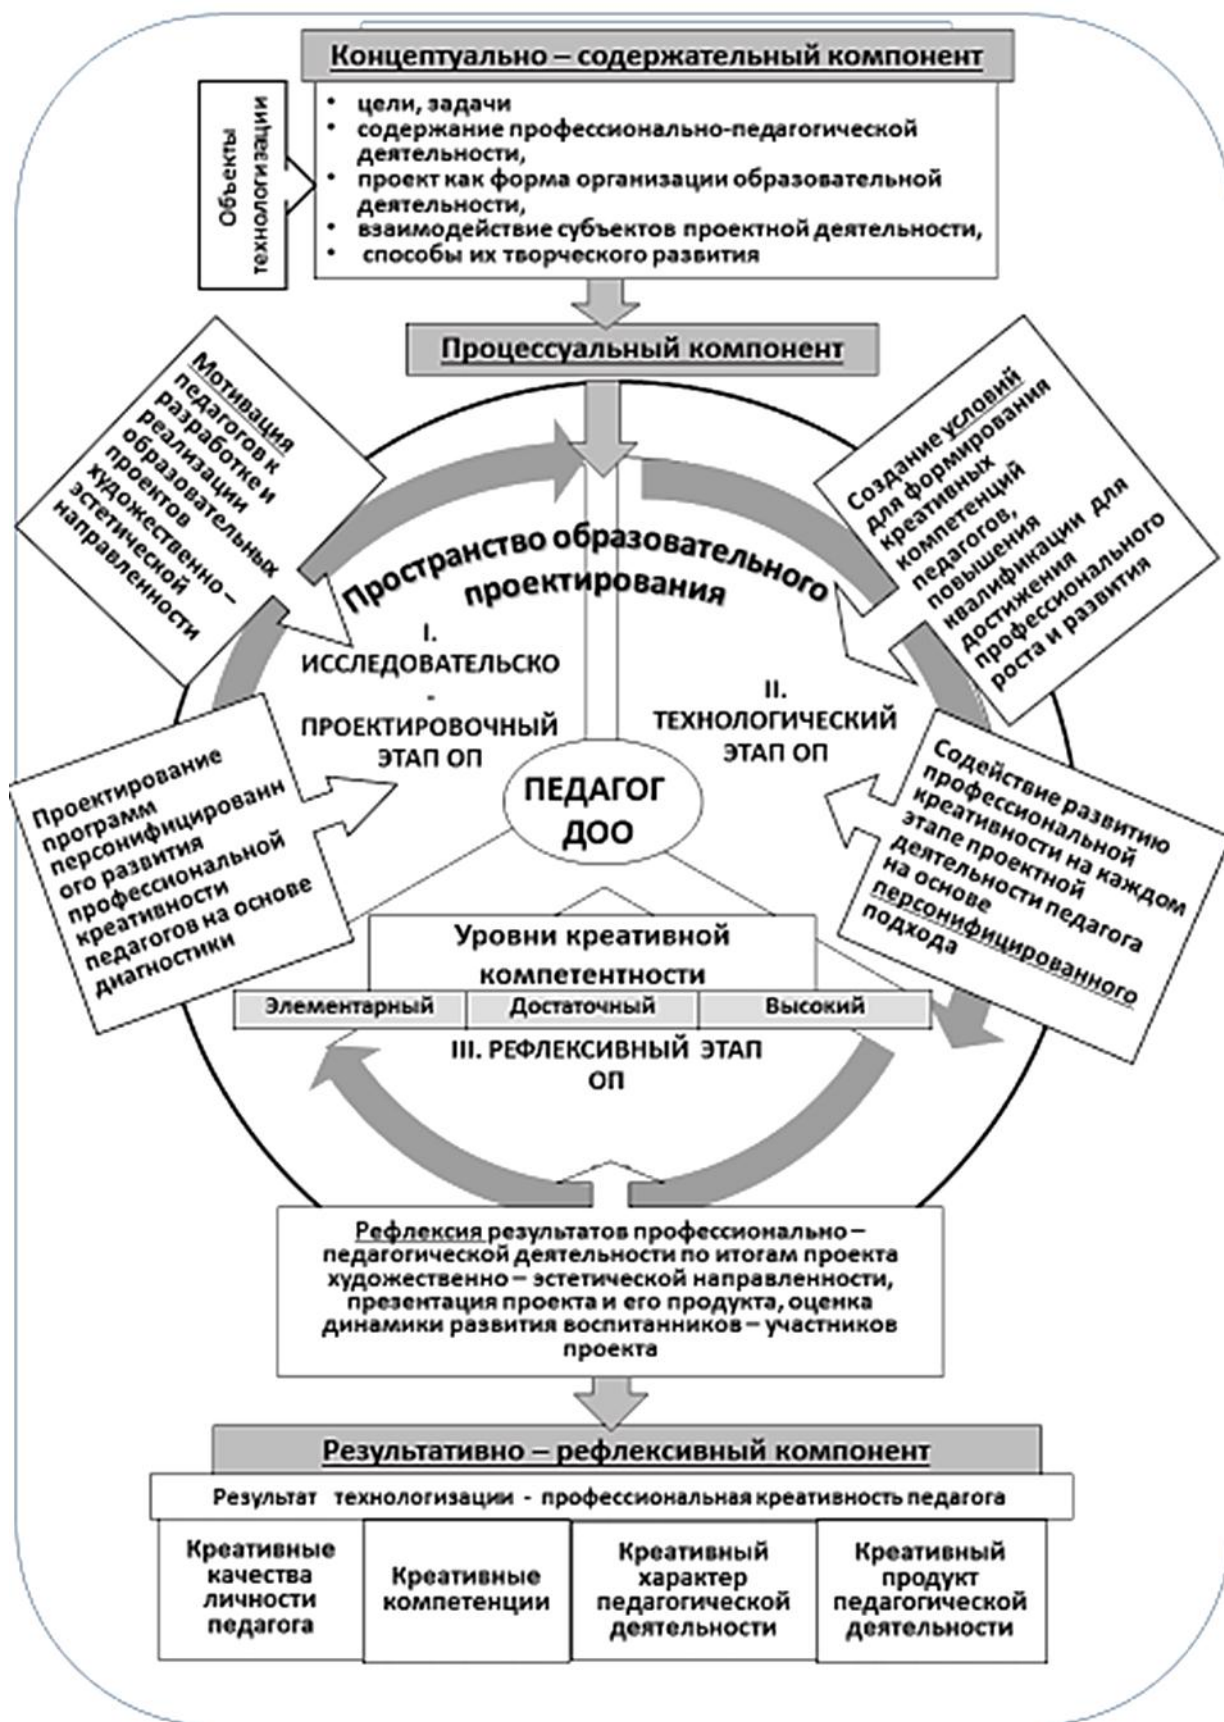 Концептуально – содержательный компонент
Объекты
технологизации
• цели, задачи
• содержание профессионально-педагогической
деятельности,
• проект как форма организации образовательной
деятельности,
• взаимодействие субъектов проектной деятельности,
• способы их творческого развития
Процессуальный компонент
Мотивация
педагогов к
разработке и
реализации
образовательных
проектов
художественно –
эстетической
направленности
Создание условий
для формирования
креативных
компетенций
педагогов,
повышения
квалификации для
достижения
профессионального
роста и развития
Пространство образовательного
проектирования
I.
ИССЛЕДОВАТЕЛЬСКО
-
ПРОЕКТИРОВОЧНЫЙ
ЭТАП ОП
II.
ТЕХНОЛОГИЧЕСКИЙ
ЭТАП ОП
Проектирование
программ
персонифицированн
ого развития
профессиональной
креативности
педагогов на основе
диагностики
ПЕДАГОГ
ДОО
Содействие развитию
профессиональной
креативности на каждом
этапе проектной
деятельности педагога
на основе
персонифицированного
подхода
Уровни креативной
компетентности
Элементарный Достаточный Высокий
III. РЕФЛЕКСИВНЫЙ ЭТАП
ОП
Рефлексия результатов профессионально –
педагогической деятельности по итогам проекта
художественно – эстетической направленности,
презентация проекта и его продукта, оценка
динамики развития воспитанников – участников
проекта
Результативно – рефлексивный компонент
Результат технологизации - профессиональная креативность педагога
Креативные
качества
личности
педагога
Креативные
компетенции
Креативный
характер
педагогической
деятельности
Креативный
продукт
педагогической
деятельности